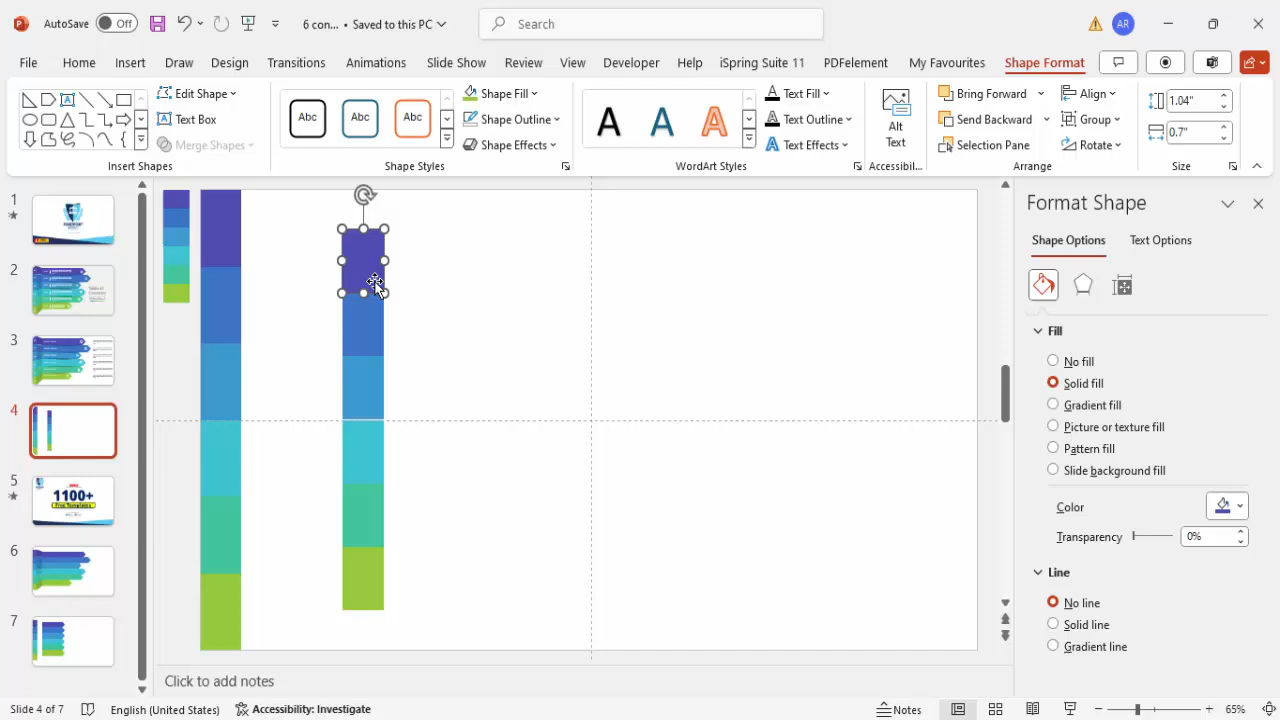 AutoSave Off 6 con... • Saved to this PC Search AR
File Home Insert Draw Design Transitions Animations Slide Show Review View Developer Help iSpring Suite 11 PDFelement My Favourites Shape Format
Edit Shape
Text Box
Merge Shapes
Insert Shapes
Abc Abc Abc
Shape Fill
Shape Outline
Shape Effects
Shape Styles
A A A
Text Fill
Text Outline
Text Effects
WordArt Styles
Alt
Text
Accessibil...
Bring Forward
Send Backward
Selection Pane
Align
Group
Rotate
Arrange
1.04"
0.7"
Size
1
2
3
4
5
1100+
6
7
Format Shape
Shape Options Text Options
Fill
No fill
Solid fill
Gradient fill
Picture or texture fill
Pattern fill
Slide background fill
Color
Transparency 0%
Line
No line
Solid line
Gradient line
Click to add notes
Slide 4 of 7 English (United States) Accessibility: Investigate Notes 65%